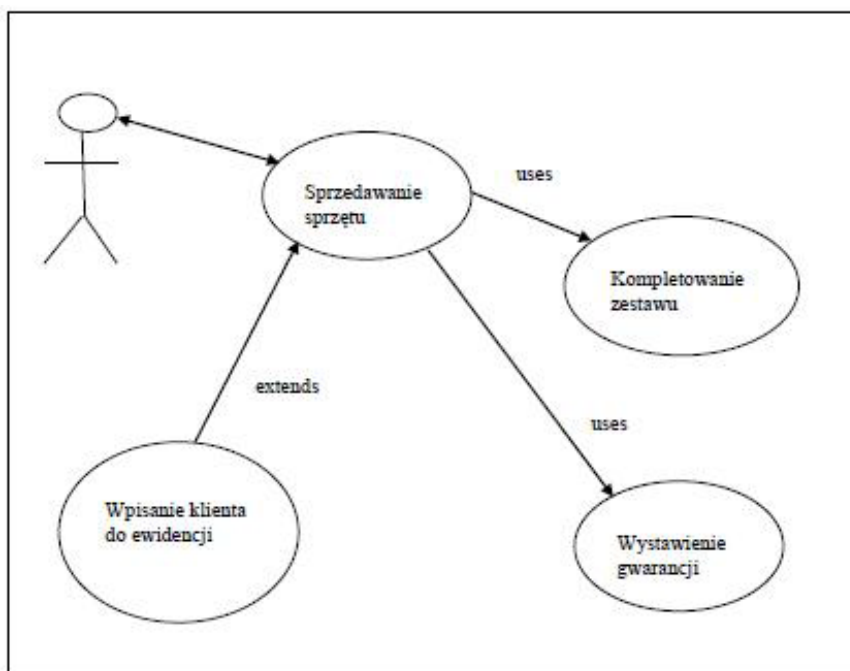 Sprzedawanie
sprzętu
uses
Kompletowanie
zestawu
extends
uses
Wpisanie klienta
do ewidencji
Wystawienie
gwarancji